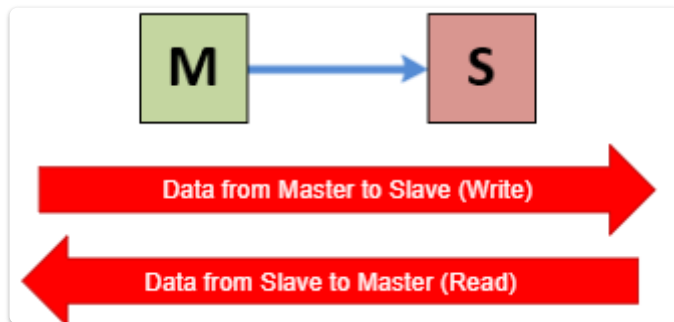 M
S
Data from Master to Slave (Write)
Data from Slave to Master (Read)